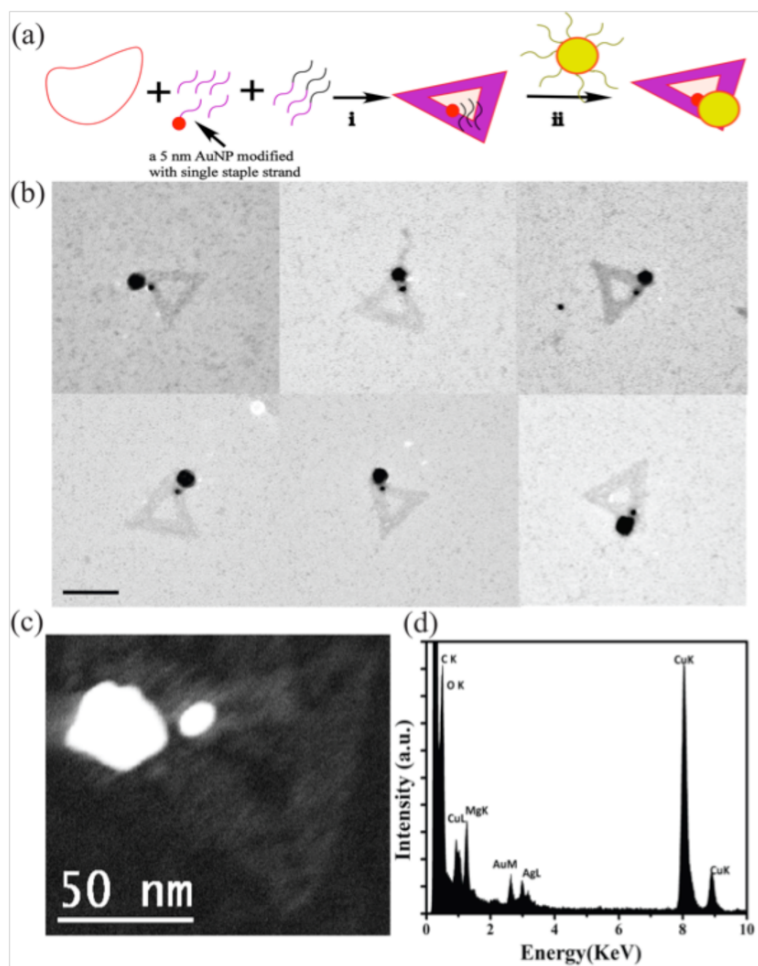 (a)
+ +
i ii
a 5 nm AuNP modified
with single staple strand
(b)
(c) (d)
50 nm
C K
O K
CuL
MgK
AuM
AgL
CuK
CuK
Intensity (a.u.)
0 2 4 6 8 10
Energy(KeV)